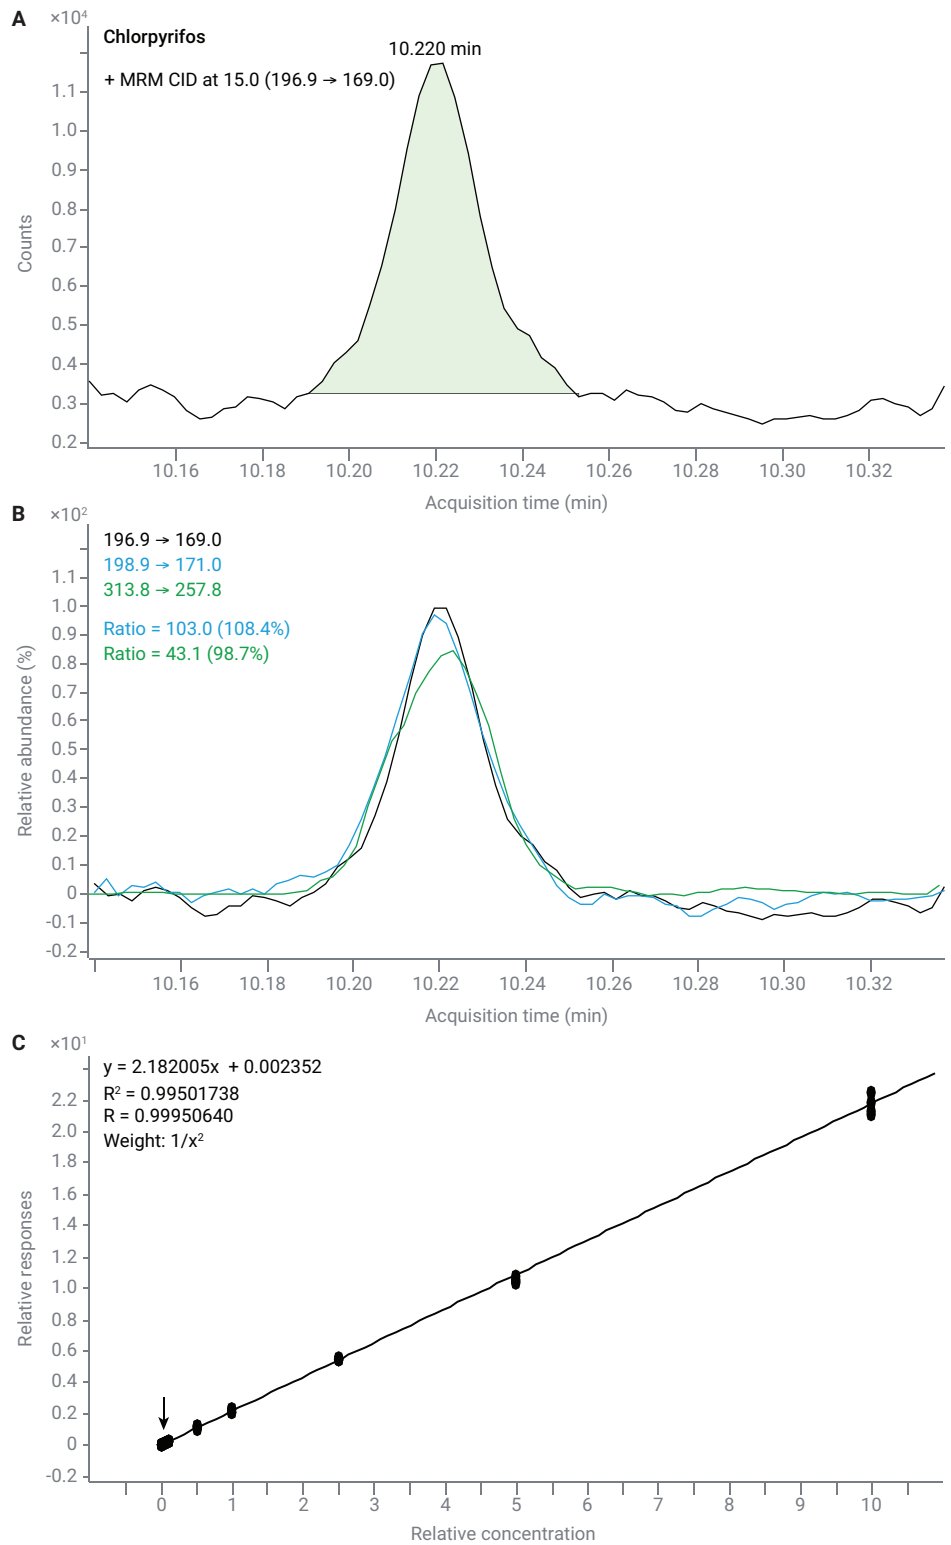 A
×10⁴
Chlorpyrifos
10.220 min
+ MRM CID at 15.0 (196.9 → 169.0)
1.1
1.0
0.9
0.8
0.7
0.6
0.5
0.4
0.3
0.2
Counts
10.16 10.18 10.20 10.22 10.24 10.26 10.28 10.30 10.32
Acquisition time (min)
B
×10²
196.9 → 169.0
198.9 → 171.0
313.8 → 257.8
Ratio = 103.0 (108.4%)
Ratio = 43.1 (98.7%)
1.1
1.0
0.9
0.8
0.7
0.6
0.5
0.4
0.3
0.2
0.1
0
-0.1
-0.2
Relative abundance (%)
10.16 10.18 10.20 10.22 10.24 10.26 10.28 10.30 10.32
Acquisition time (min)
C
×10¹
y = 2.182005x + 0.002352
R² = 0.99501738
R = 0.99950640
Weight: 1/x²
2.2
2.0
1.8
1.6
1.4
1.2
1.0
0.8
0.6
0.4
0.2
0
-0.2
Relative responses
0 1 2 3 4 5 6 7 8 9 10
Relative concentration